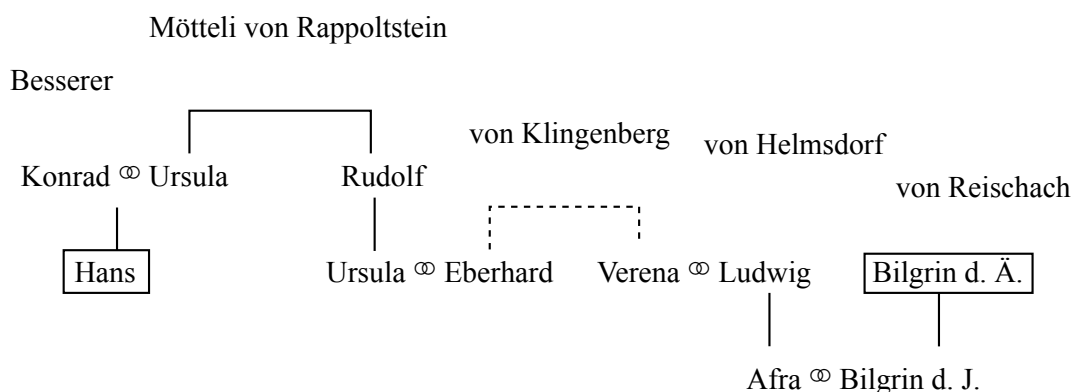 Mötteli von Rappoltstein
Besserer
von Klingenberg
von Helmsdorf
Konrad ⚭ Ursula
Rudolf
von Reischach
Hans
Ursula ⚭ Eberhard
Verena ⚭ Ludwig
Bilgrin d. Ä.
Afra ⚭ Bilgrin d. J.